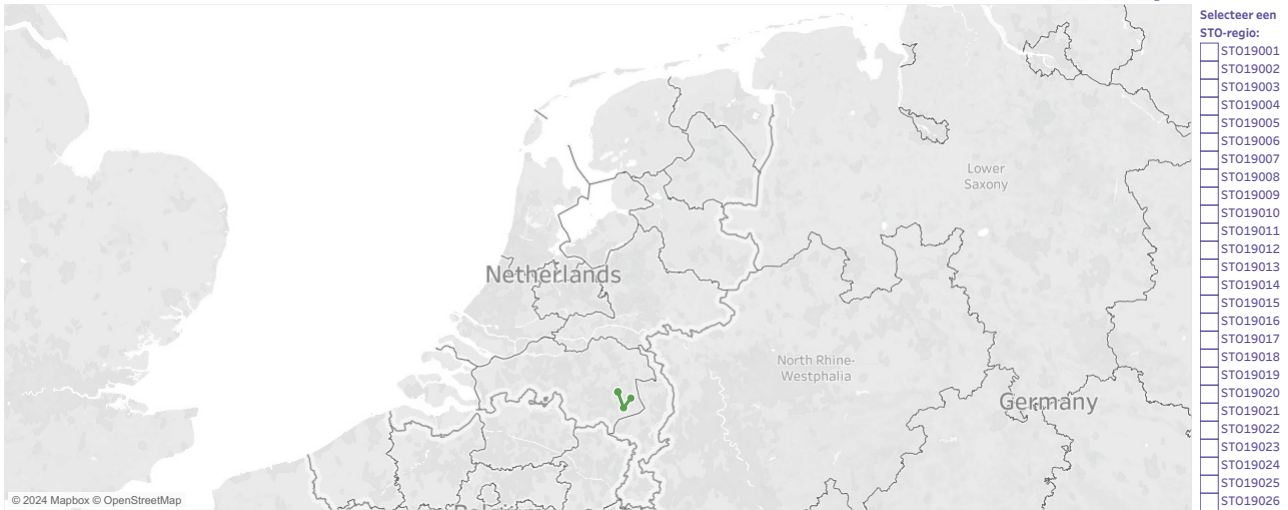 Selecteer een
STO-regio:
STO19001
STO19002
STO19003
STO19004
STO19005
STO19006
STO19007
STO19008
STO19009
STO19010
STO19011
STO19012
STO19013
STO19014
STO19015
STO19016
STO19017
STO19018
STO19019
STO19020
STO19021
STO19022
STO19023
STO19024
STO19025
STO19026
Lower
Saxony
Netherlands
North Rhine-
Westphalia
Germany
© 2024 Mapbox © OpenStreetMap